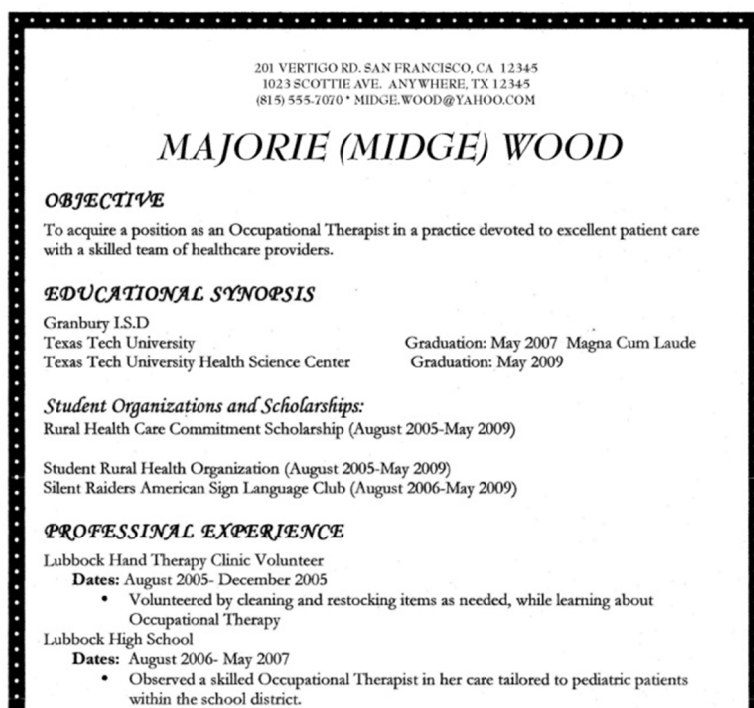 201 VERTIGO RD. SAN FRANCISCO, CA 12345
1023 SCOTTIE AVE. ANYWHERE, TX 12345
(815) 555-7070 * MIDGE.WOOD@YAHOO.COM
MAJORIE (MIDGE) WOOD
OBJECTIVE
To acquire a position as an Occupational Therapist in a practice devoted to excellent patient care
with a skilled team of healthcare providers.
EDUCATIONAL SYNOPSIS
Granbury I.S.D
Texas Tech University Graduation: May 2007 Magna Cum Laude
Texas Tech University Health Science Center Graduation: May 2009
Student Organizations and Scholarships:
Rural Health Care Commitment Scholarship (August 2005-May 2009)
Student Rural Health Organization (August 2005-May 2009)
Silent Raiders American Sign Language Club (August 2006-May 2009)
PROFESSINAL EXPERIENCE
Lubbock Hand Therapy Clinic Volunteer
Dates: August 2005- December 2005
• Volunteered by cleaning and restocking items as needed, while learning about
Occupational Therapy
Lubbock High School
Dates: August 2006- May 2007
• Observed a skilled Occupational Therapist in her care tailored to pediatric patients
within the school district.